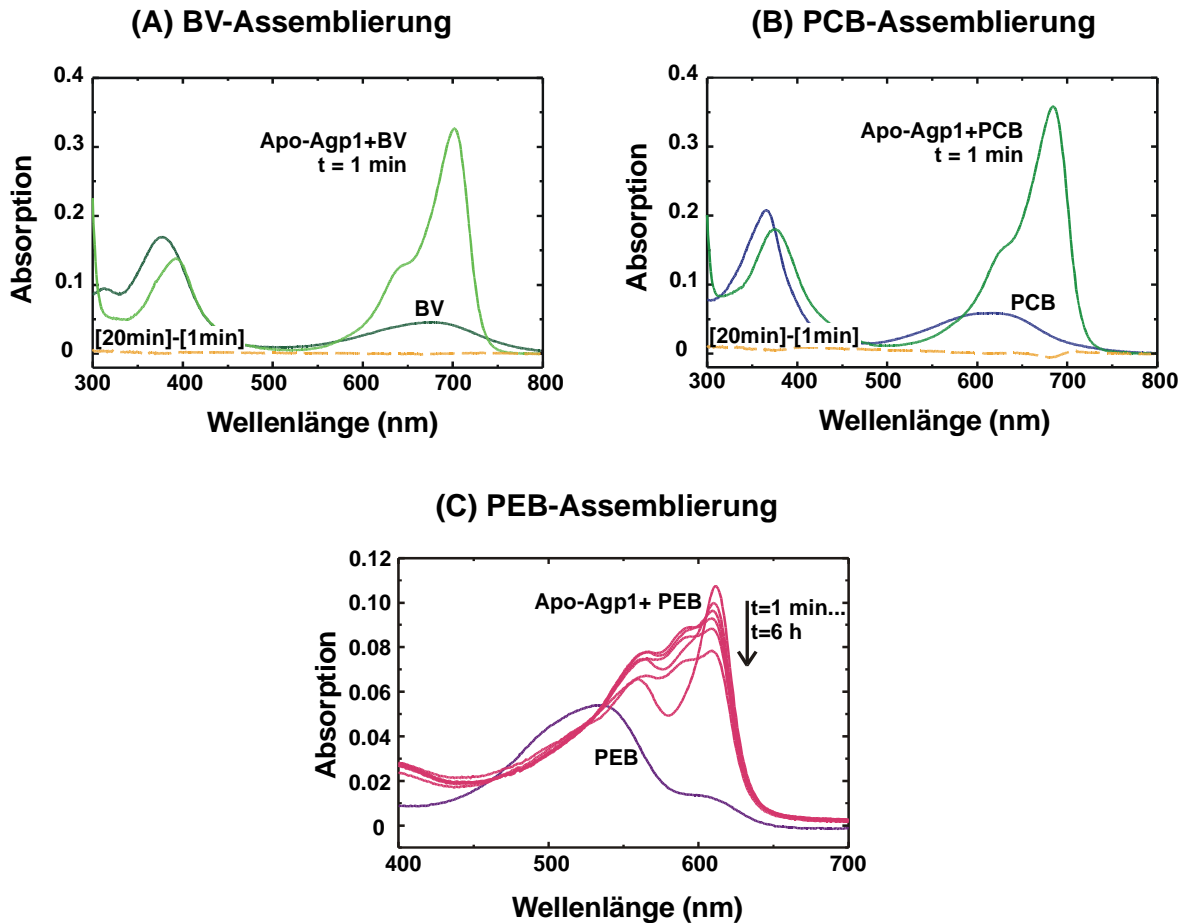 (A) BV-Assemblierung
0.4
0.3
0.2
0.1
0
Absorption
Apo-Agp1+BV
t = 1 min
BV
[20min]-[1min]
300 400 500 600 700 800
Wellenlänge (nm)
(B) PCB-Assemblierung
0.4
0.3
0.2
0.1
0
Absorption
Apo-Agp1+PCB
t = 1 min
PCB
[20min]-[1min]
300 400 500 600 700 800
Wellenlänge (nm)
(C) PEB-Assemblierung
0.12
0.10
0.08
0.06
0.04
0.02
0
Absorption
Apo-Agp1+ PEB
t=1 min...
t=6 h
PEB
400 500 600 700
Wellenlänge (nm)